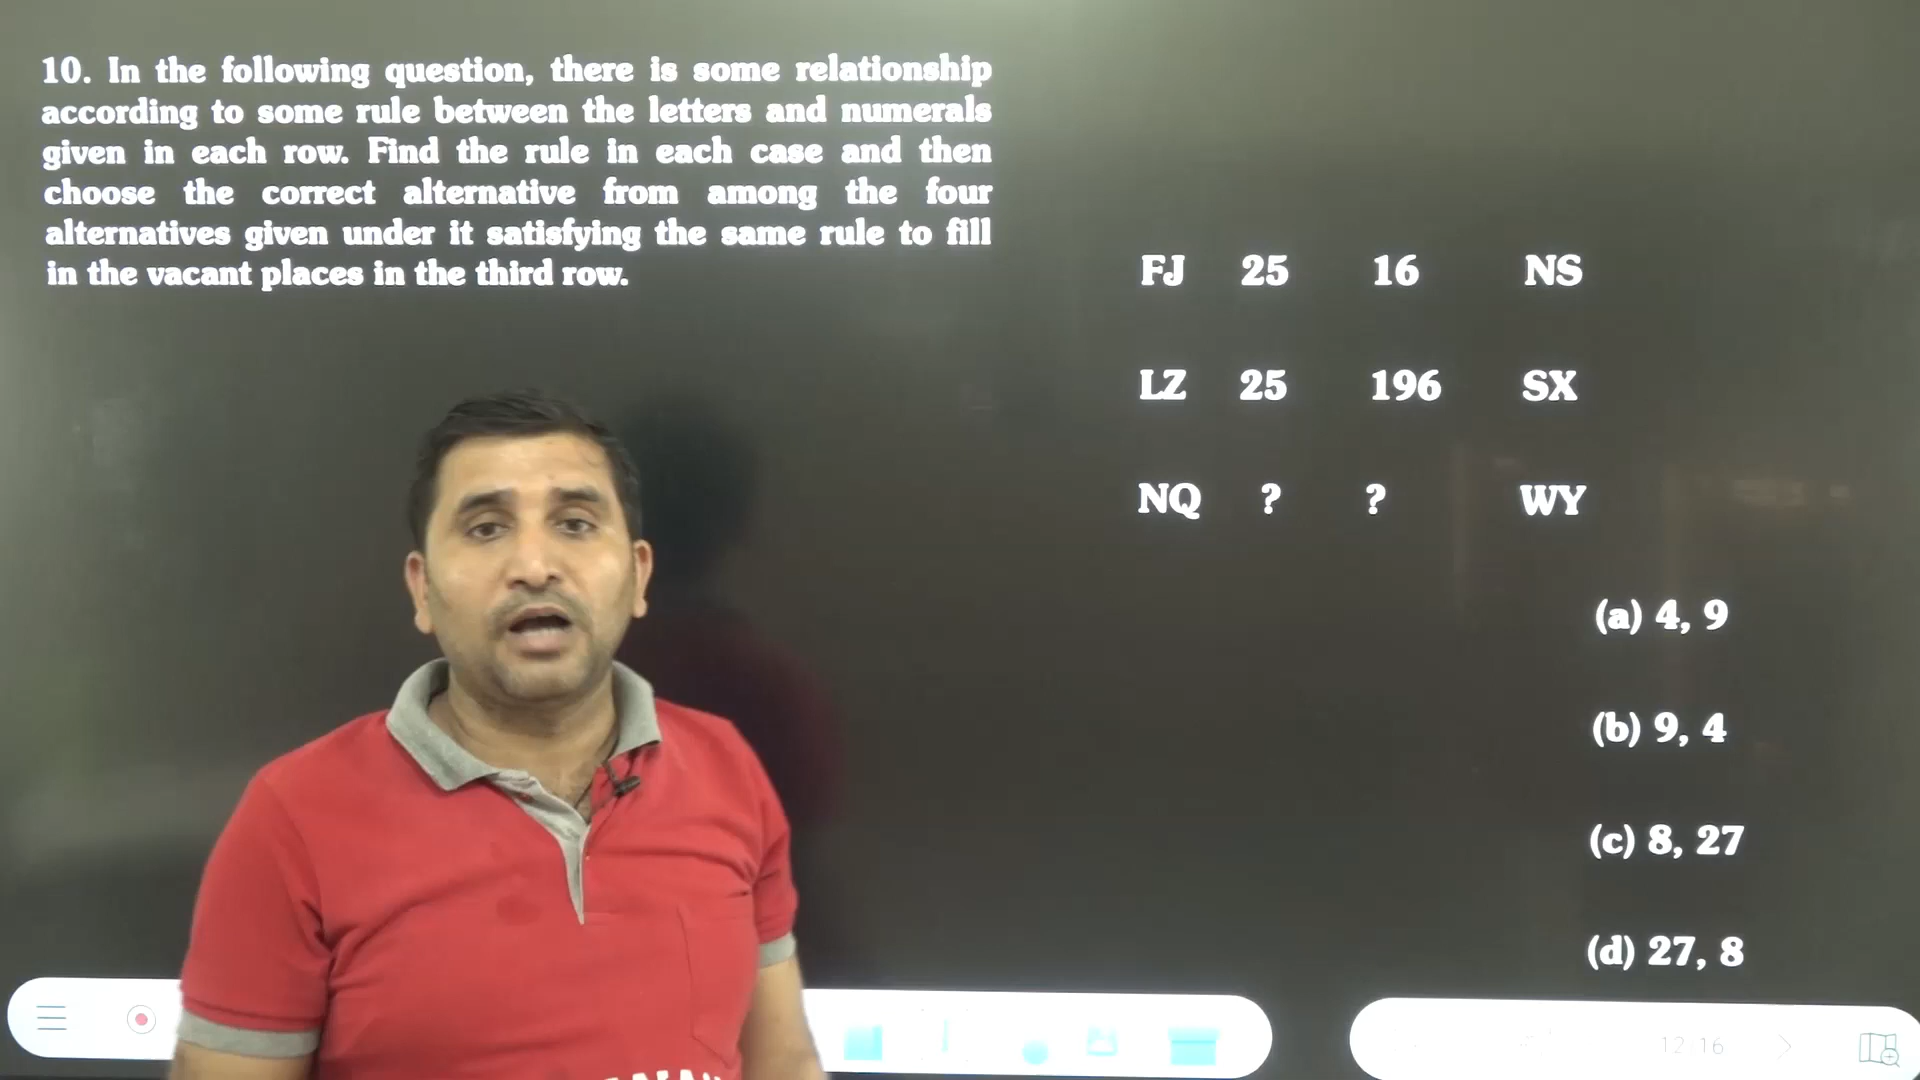 10. In the following question, there is some relationship
according to some rule between the letters and numerals
given in each row. Find the rule in each case and then
choose the correct alternative from among the four
alternatives given under it satisfying the same rule to fill
in the vacant places in the third row.
FJ 25 16 NS
LZ 25 196 SX
NQ ? ? WY
(a) 4, 9
(b) 9, 4
(c) 8, 27
(d) 27, 8
12/16